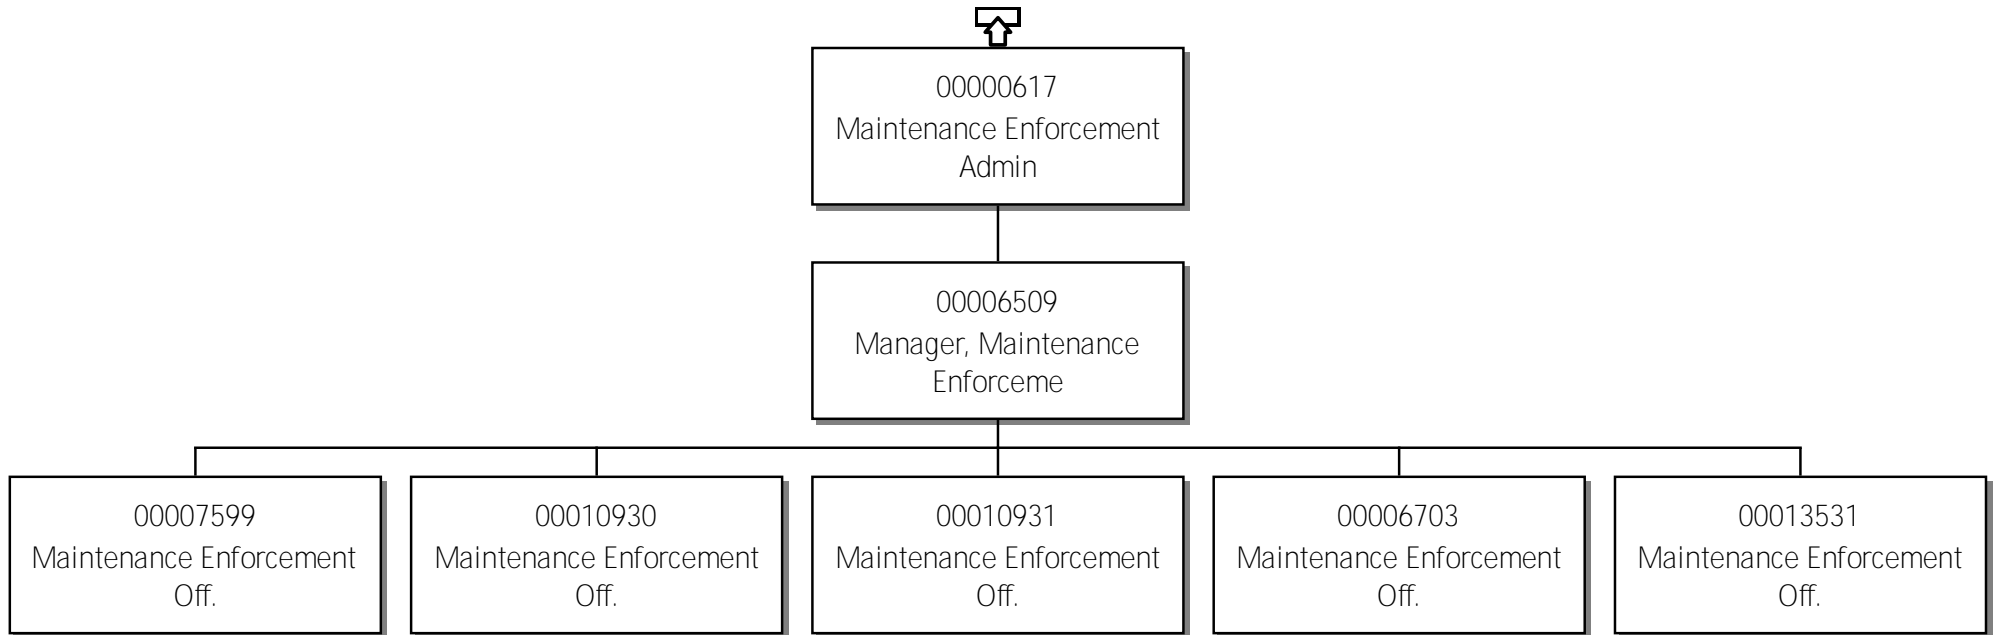 00000617
Maintenance Enforcement
Admin
00006509
Manager, Maintenance
Enforceme
00007599
Maintenance Enforcement
Off.
00010930
Maintenance Enforcement
Off.
00010931
Maintenance Enforcement
Off.
00006703
Maintenance Enforcement
Off.
00013531
Maintenance Enforcement
Off.